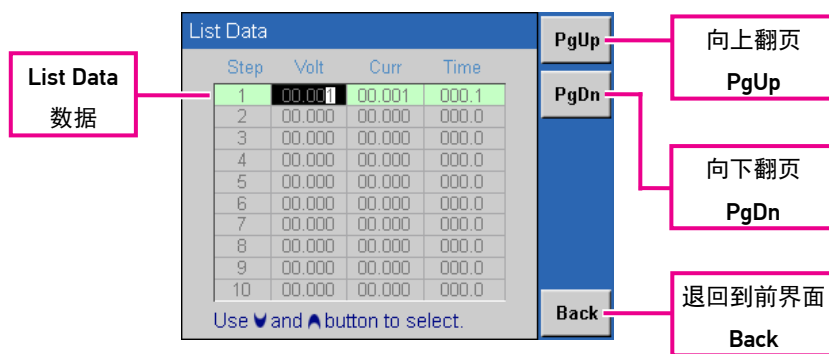 List Data
Step Volt Curr Time
1 00.001 00.001 000.1
2 00.000 00.000 000.0
3 00.000 00.000 000.0
4 00.000 00.000 000.0
5 00.000 00.000 000.0
6 00.000 00.000 000.0
7 00.000 00.000 000.0
8 00.000 00.000 000.0
9 00.000 00.000 000.0
10 00.000 00.000 000.0
Use and button to select.
PgUp
PgDn
Back
List Data
数据
向上翻页
PgUp
向下翻页
PgDn
退回到前界面
Back